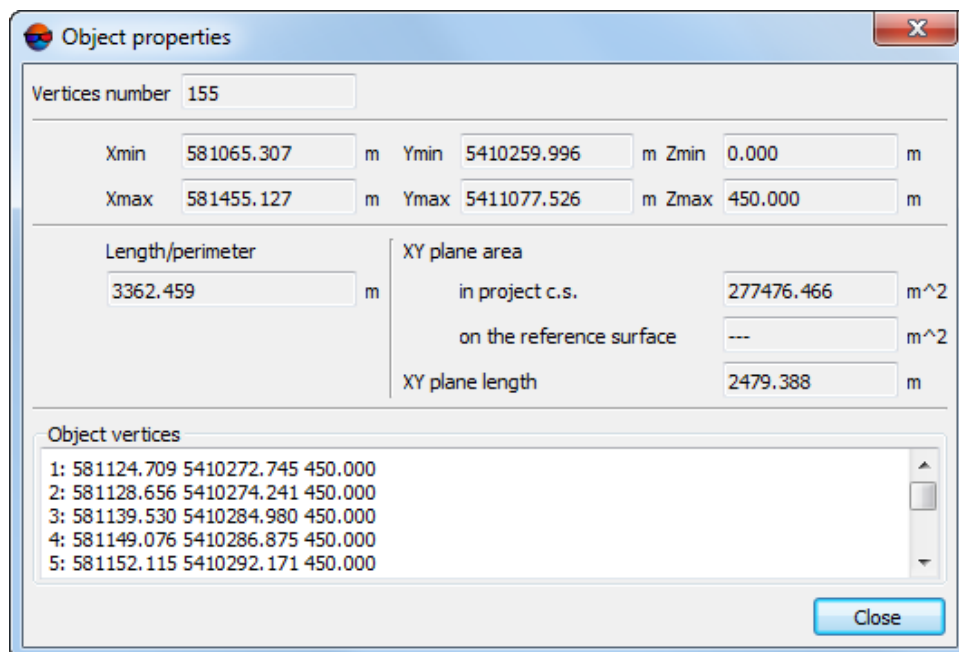 Object properties
Vertices number 155
Xmin 581065.307 m Ymin 5410259.996 m Zmin 0.000 m
Xmax 581455.127 m Ymax 5411077.526 m Zmax 450.000 m
Length/perimeter XY plane area
3362.459 m in project c.s. 277476.466 m^2
on the reference surface --- m^2
XY plane length 2479.388 m
Object vertices
1: 581124.709 5410272.745 450.000
2: 581128.656 5410274.241 450.000
3: 581139.530 5410284.980 450.000
4: 581149.076 5410286.875 450.000
5: 581152.115 5410292.171 450.000
Close